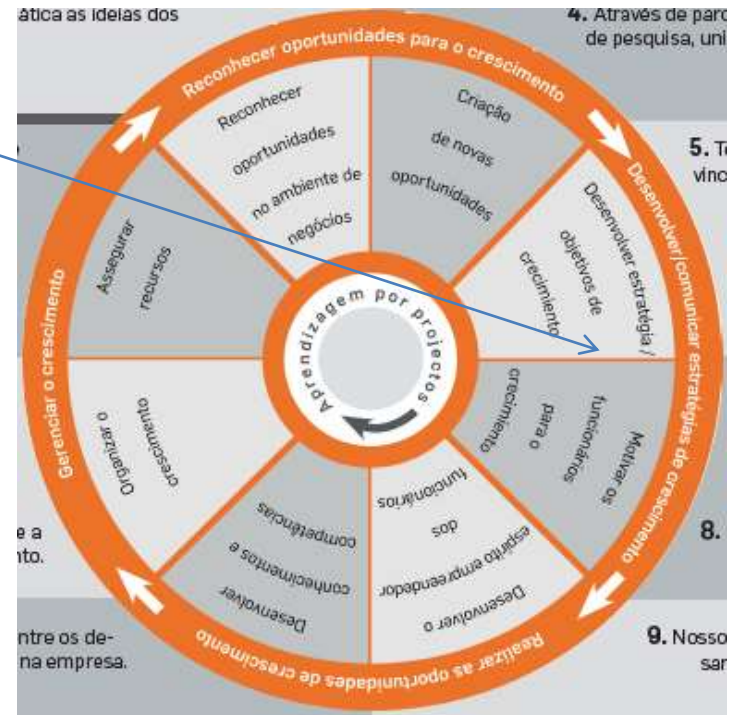 ática as ideias dos
4. Através de parc
de pesquisa, uni
5. T
vinc
Reconhecer oportunidades para o crescimento
Desenvolver/comunicar estratégias de crescimento
Realizar as oportunidades de crescimento
Gerenciar o crescimento
Reconhecer
oportunidades
no ambiente de
negócios
Criação
de novas
oportunidades
Desenvolver estratégia /
objetivos de
crecimiento
Motivar os
funcionários
para o
crecimiento
Desenvolver o
espírito empreendedor
dos
funcionários
Desenvolver
conhecimentos e
competências
Organizar o
crescimento
Assegurar
recursos
Aprendizagem por projectos
e a
nto.
8.
ntre os de-
na empresa.
9. Nosso
sar